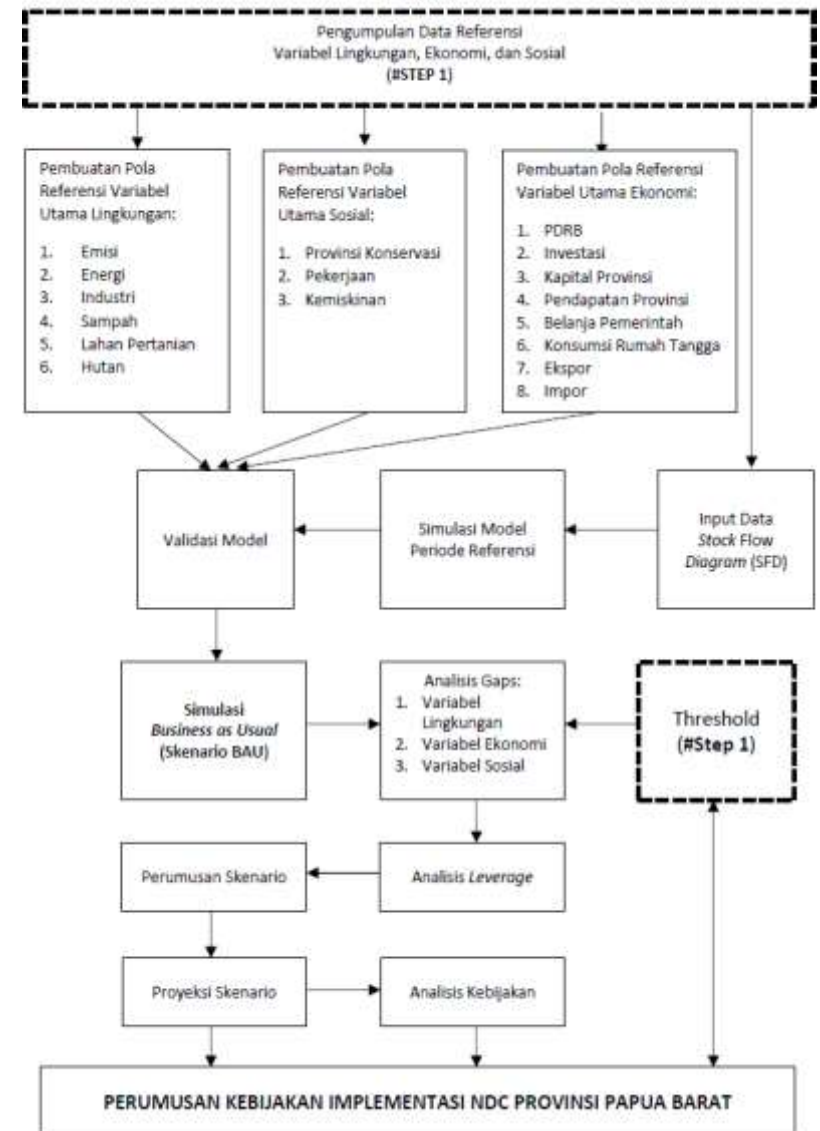 Pengumpulan Data Referensi
Variabel Lingkungan, Ekonomi, dan Sosial
(#STEP 1)
Pembuatan Pola
Referensi Variabel
Utama Lingkungan:
1. Emisi
2. Energi
3. Industri
4. Sampah
5. Lahan Pertanian
6. Hutan
Pembuatan Pola
Referensi Variabel
Utama Sosial:
1. Provinsi Konservasi
2. Pekerjaan
3. Kemiskinan
Pembuatan Pola Referensi
Variabel Utama Ekonomi:
1. PDRB
2. Investasi
3. Kapital Provinsi
4. Pendapatan Provinsi
5. Belanja Pemerintah
6. Konsumsi Rumah Tangga
7. Ekspor
8. Impor
Validasi Model
Simulasi Model
Periode Referensi
Input Data
Stock Flow
Diagram (SFD)
Simulasi
Business as Usual
(Skenario BAU)
Analisis Gaps:
1. Variabel
Lingkungan
2. Variabel Ekonomi
3. Variabel Sosial
Threshold
(#Step 1)
Perumusan Skenario
Analisis Leverage
Proyeksi Skenario
Analisis Kebijakan
PERUMUSAN KEBIJAKAN IMPLEMENTASI NDC PROVINSI PAPUA BARAT